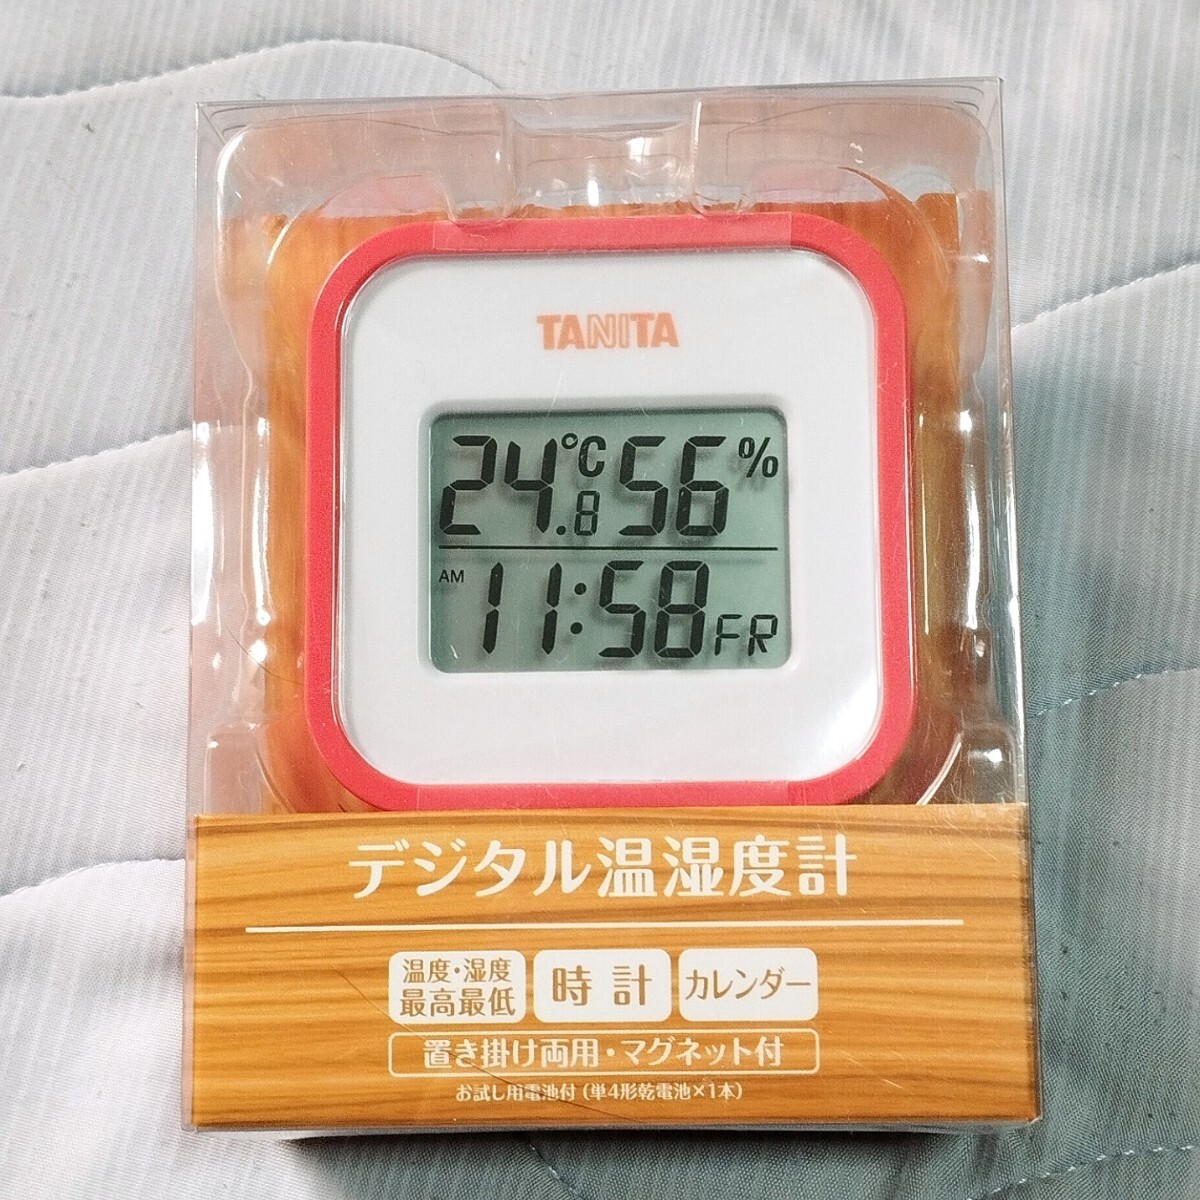 TANITA
24.8℃ 56%
AM 11:58 FR
デジタル温湿度計
温度・湿度
最高最低
時計
カレンダー
置き掛け両用・マグネット付
お試し用電池付（単4形乾電池×1本）